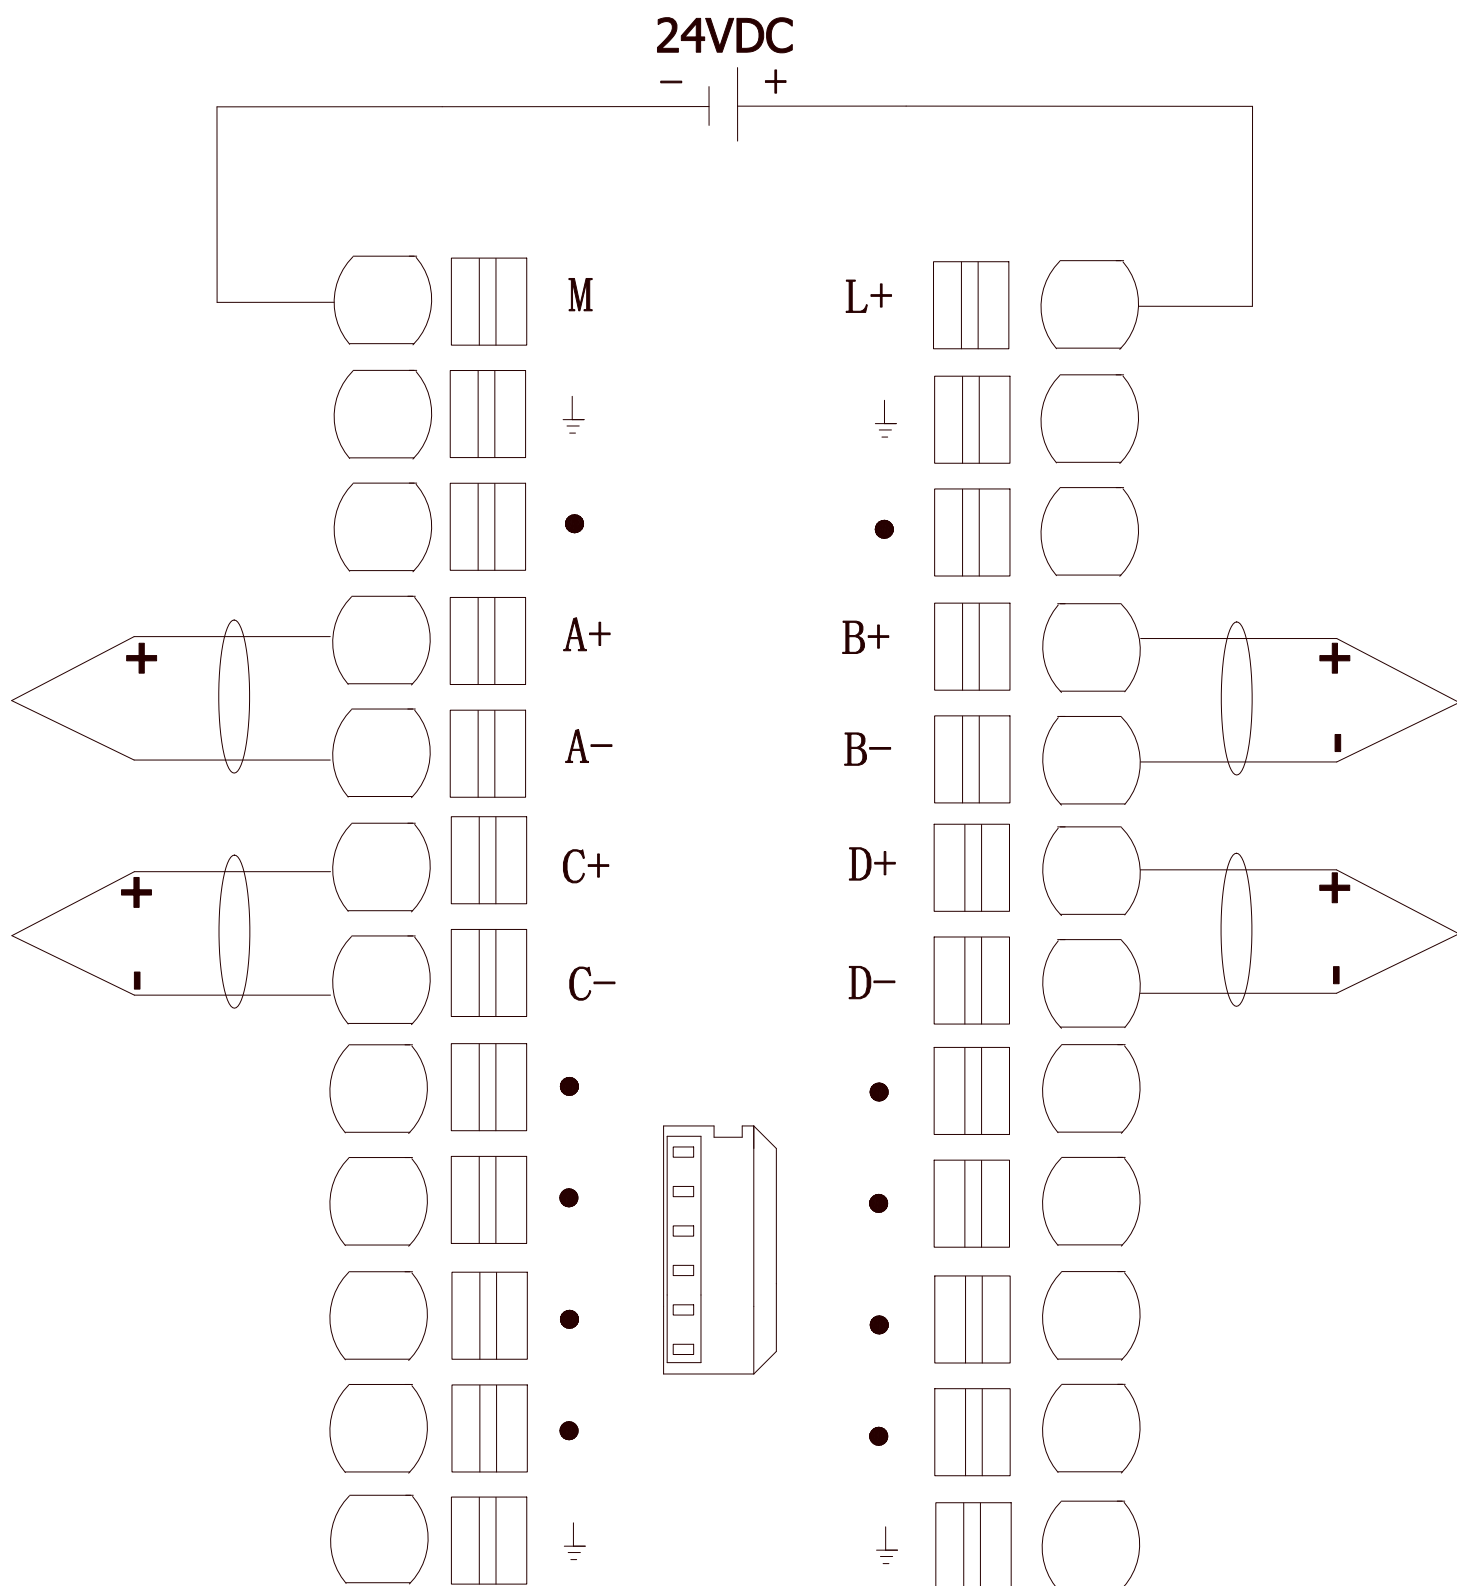 24VDC
- +
M L+
A+ B+
+ +
A- B-
-
C+ D+
+ +
C- D-
- -